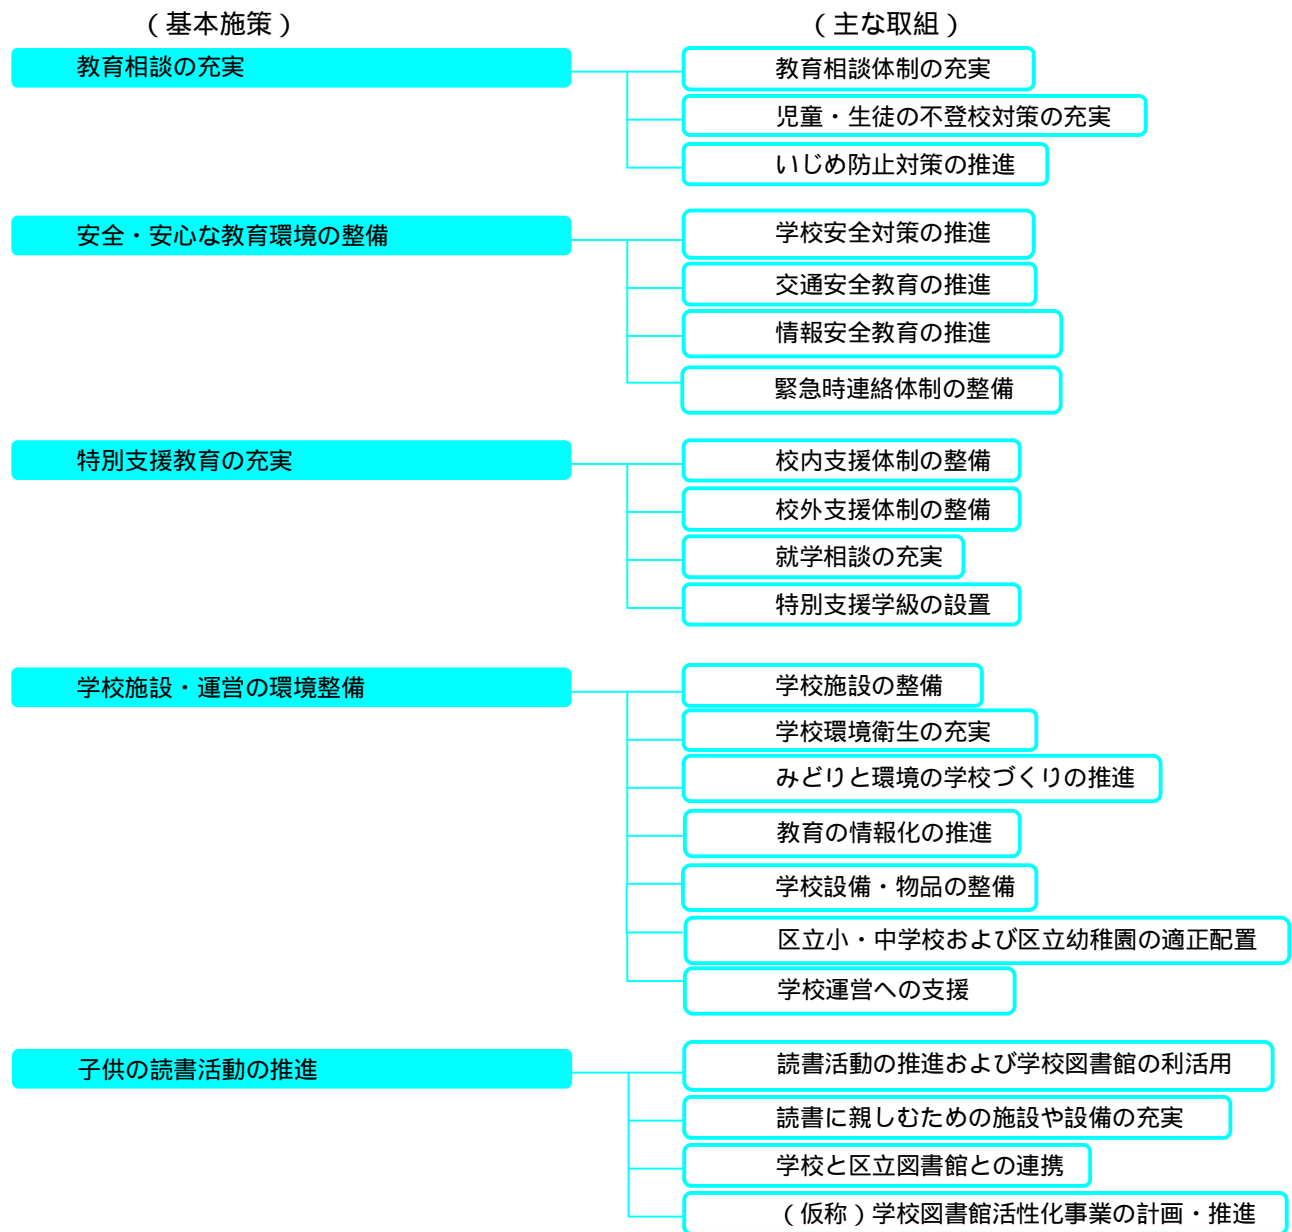 （基本施策）
（主な取組）
教育相談の充実
教育相談体制の充実
児童・生徒の不登校対策の充実
いじめ防止対策の推進
安全・安心な教育環境の整備
学校安全対策の推進
交通安全教育の推進
情報安全教育の推進
緊急時連絡体制の整備
特別支援教育の充実
校内支援体制の整備
校外支援体制の整備
就学相談の充実
特別支援学級の設置
学校施設・運営の環境整備
学校施設の整備
学校環境衛生の充実
みどりと環境の学校づくりの推進
教育の情報化の推進
学校設備・物品の整備
区立小・中学校および区立幼稚園の適正配置
学校運営への支援
子供の読書活動の推進
読書活動の推進および学校図書館の利活用
読書に親しむための施設や設備の充実
学校と区立図書館との連携
（仮称）学校図書館活性化事業の計画・推進